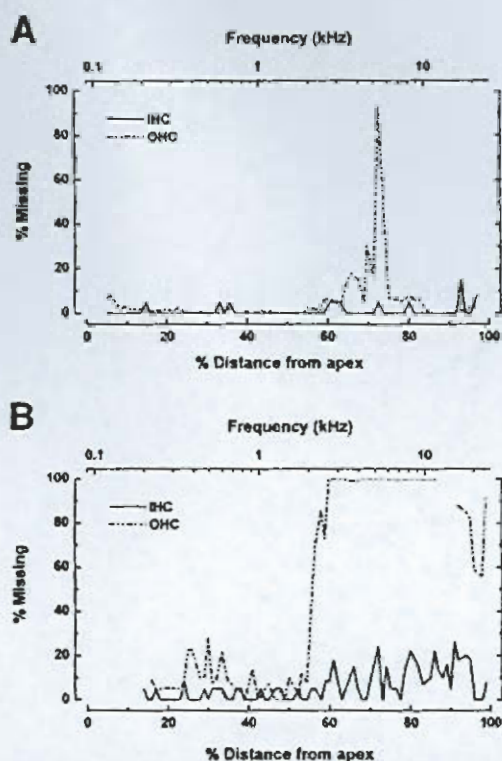 A
Frequency (kHz)
0.1 1 10
100
80
60
40
20
0
% Missing
IHC
OHC
0 20 40 60 80 100
% Distance from apex
B
Frequency (kHz)
0.1 1 10
100
80
60
40
20
0
% Missing
IHC
OHC
0 20 40 60 80 100
% Distance from apex